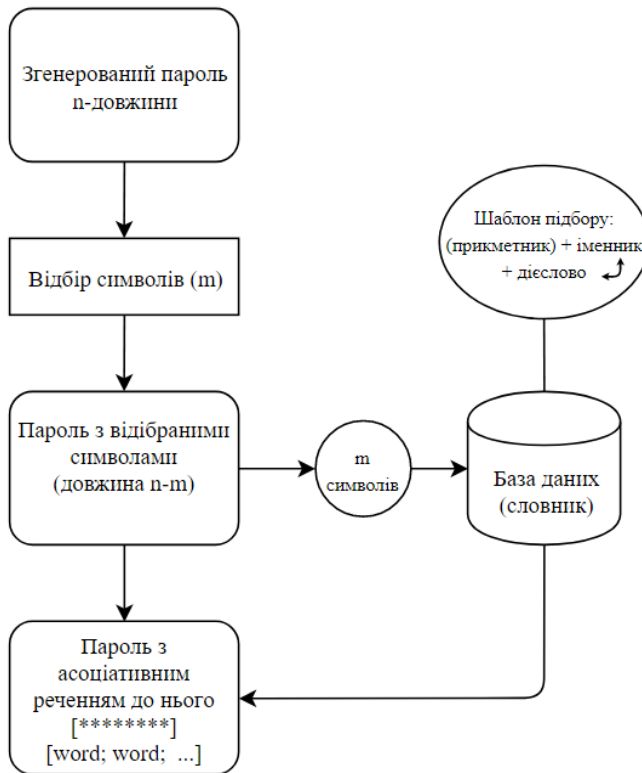 Згенерований пароль
n-довжини
Шаблон підбору:
(прикметник) + іменник
+ дієслово
Відбір символів (m)
Пароль з відібраними
символами
(довжина n-m)
m
символів
База даних
(словник)
Пароль з
асоціативним
реченням до нього
[********]
[word; word; ...]